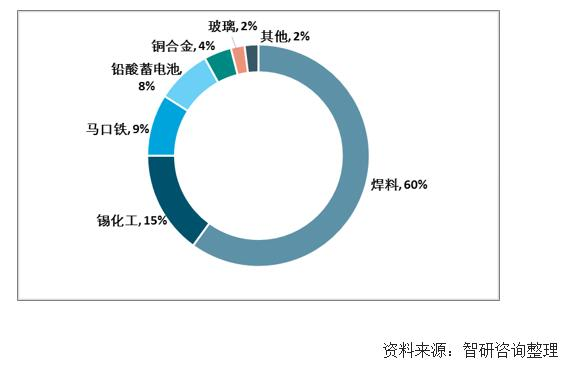 玻璃, 2%
其他, 2%
铜合金, 4%
铅酸蓄电池,
8%
马口铁, 9%
焊料, 60%
锡化工, 15%
资料来源：智研咨询整理